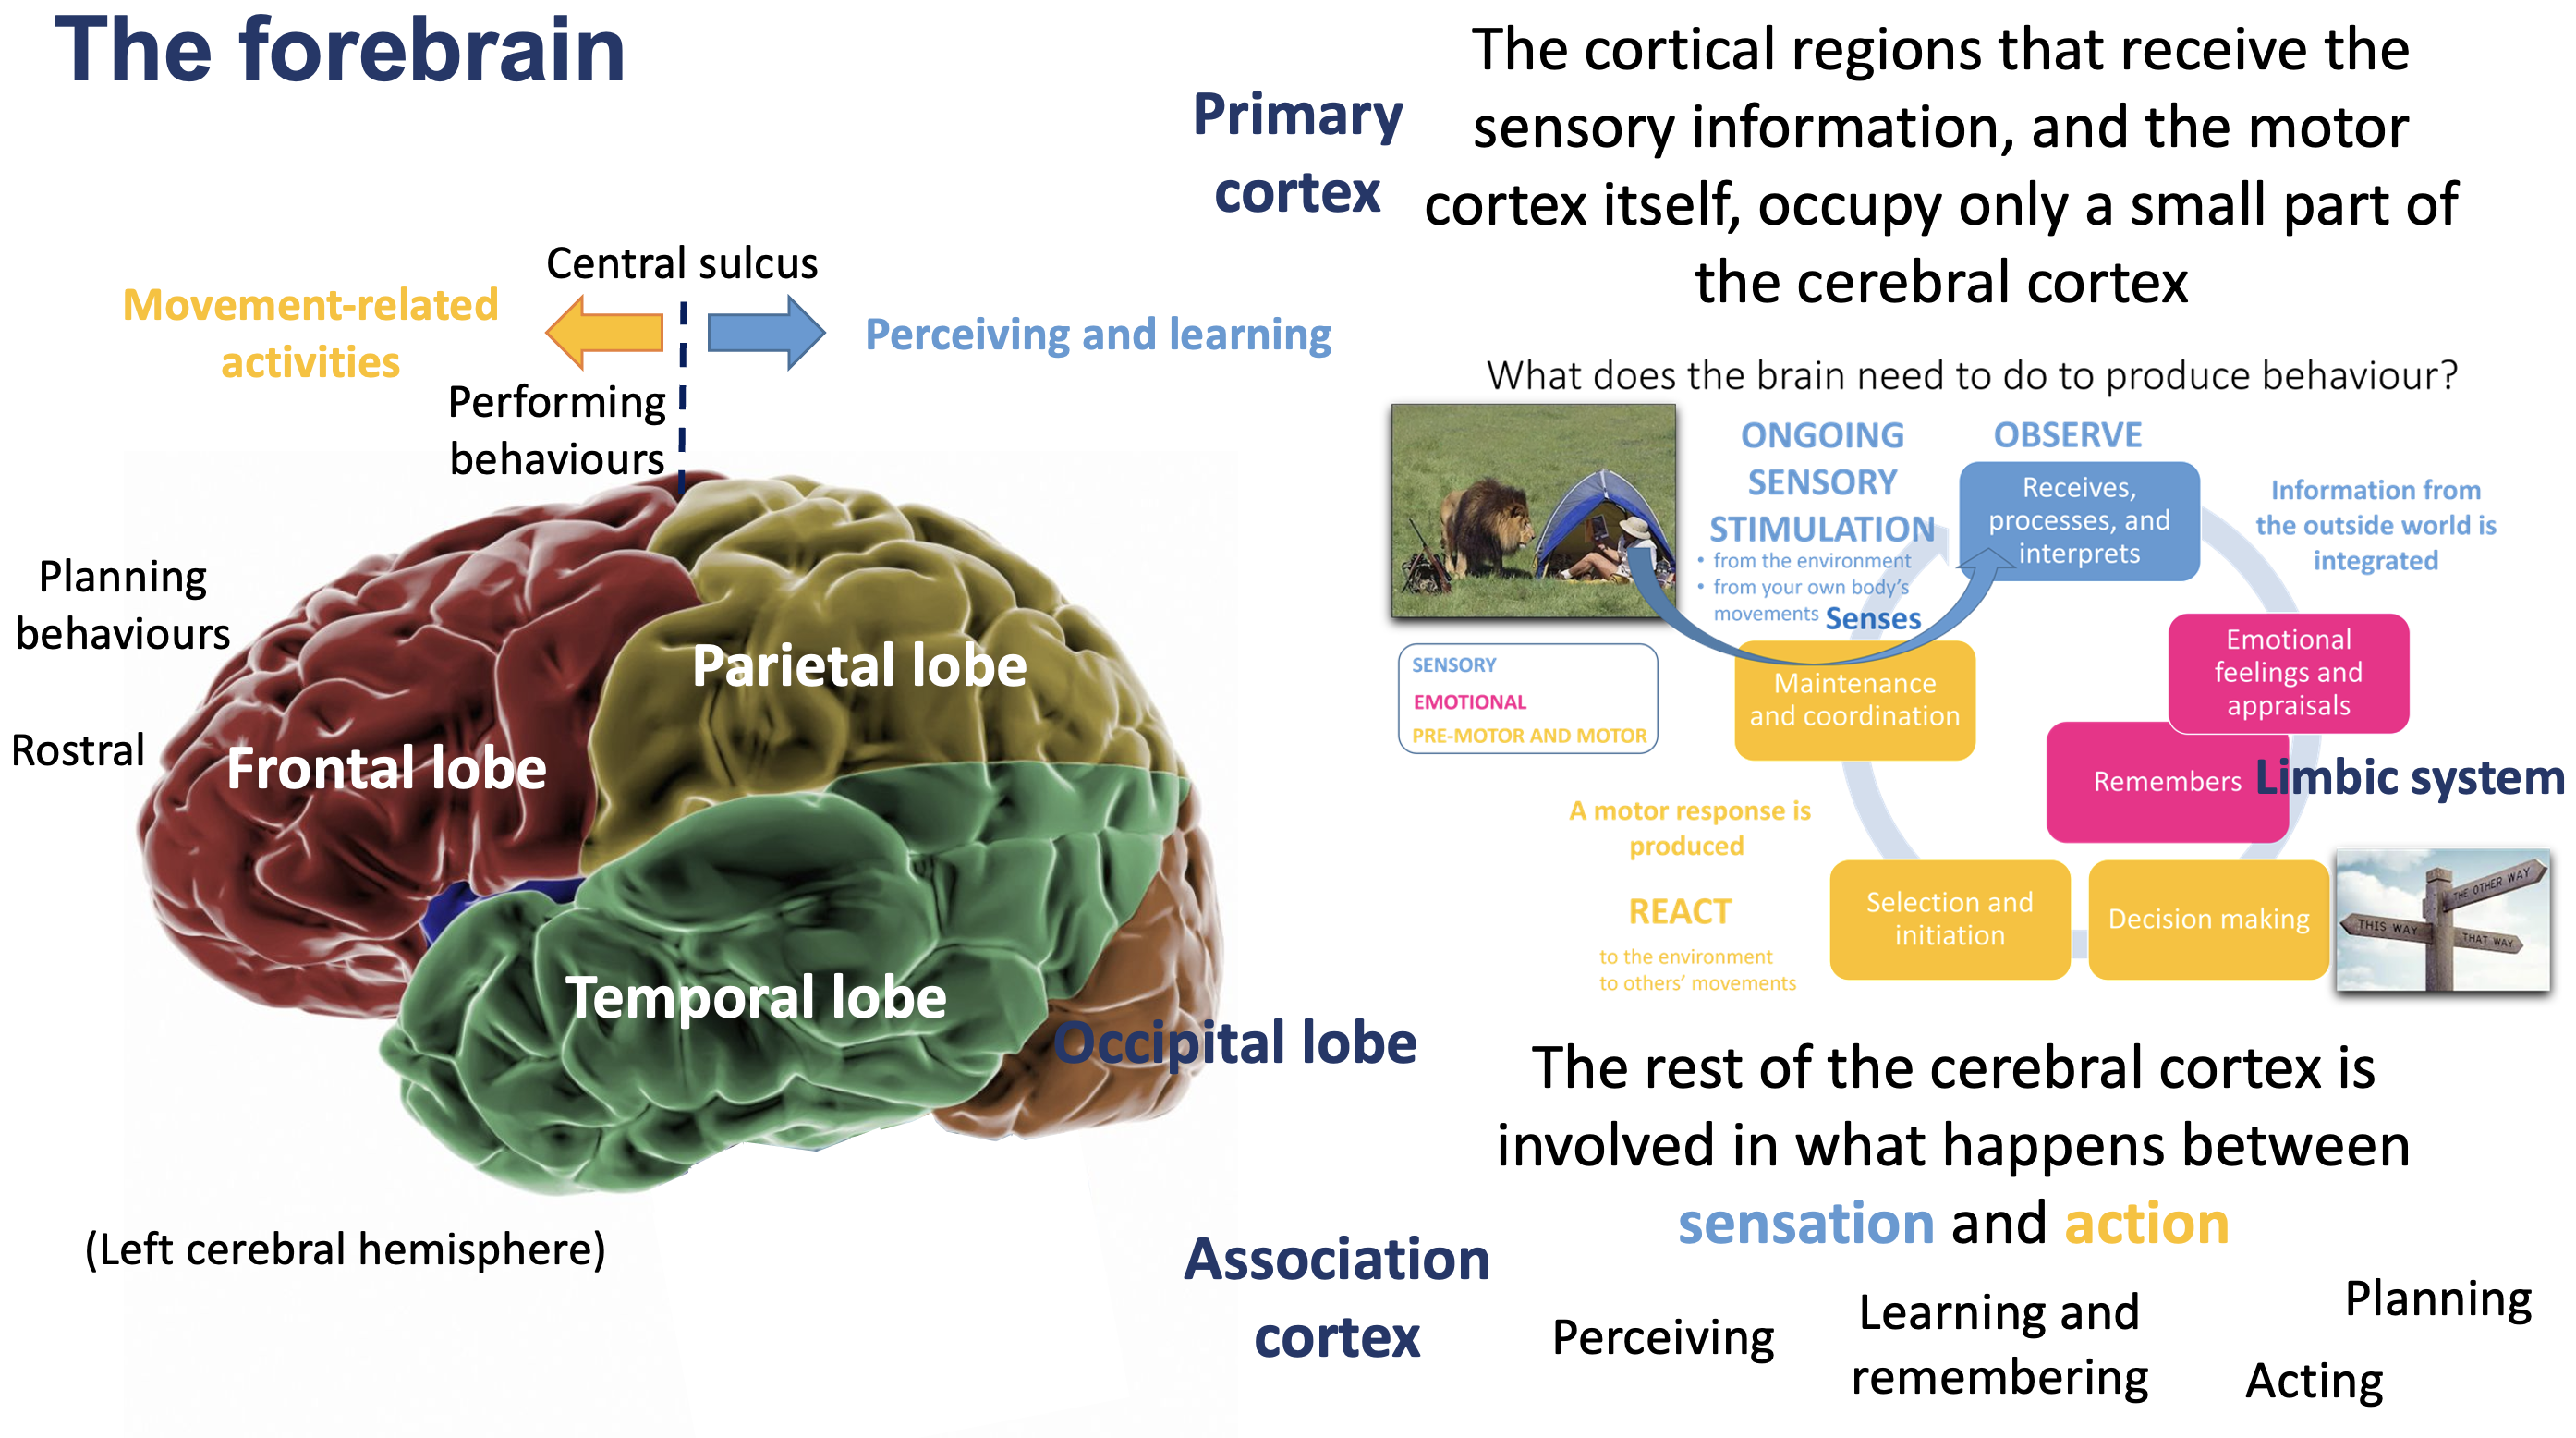 The forebrain
Central sulcus
Movement-related
activities
Perceiving and learning
Performing
behaviours
Planning
behaviours
Rostral
Frontal lobe
Parietal lobe
Temporal lobe
Occipital lobe
(Left cerebral hemisphere)
Primary
cortex
The cortical regions that receive the
sensory information, and the motor
cortex itself, occupy only a small part of
the cerebral cortex
What does the brain need to do to produce behaviour?
ONGOING
SENSORY
STIMULATION
• from the environment
• from your own body's
movements
Senses
OBSERVE
Receives,
processes, and
interprets
Information from
the outside world is
integrated
SENSORY
EMOTIONAL
PRE-MOTOR AND MOTOR
Maintenance
and coordination
Emotional
feelings and
appraisals
Remembers
Limbic system
A motor response is
produced
REACT
to the environment
to others' movements
Selection and
initiation
Decision making
THE OTHER WAY
THIS WAY
THAT WAY
The rest of the cerebral cortex is
involved in what happens between
sensation and action
Association
cortex
Perceiving
Learning and
remembering
Planning
Acting